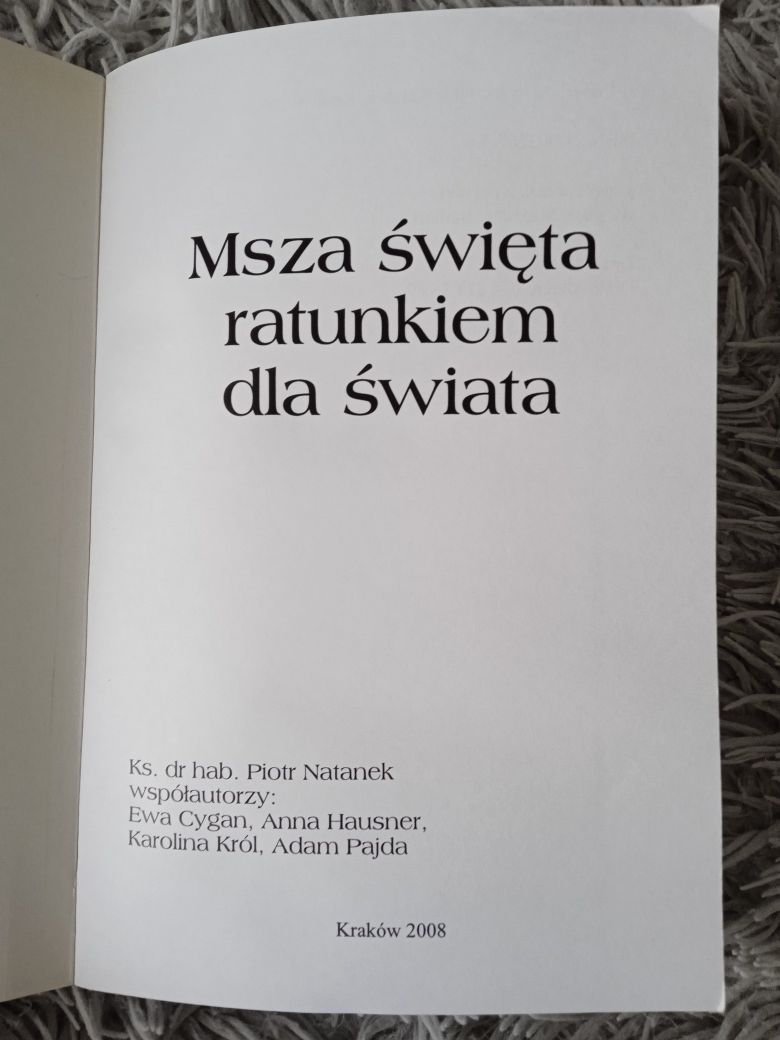 Msza święta
ratunkiem
dla świata
Ks. dr hab. Piotr Natanek
współautorzy:
Ewa Cygan, Anna Hausner,
Karolina Król, Adam Pajda
Kraków 2008